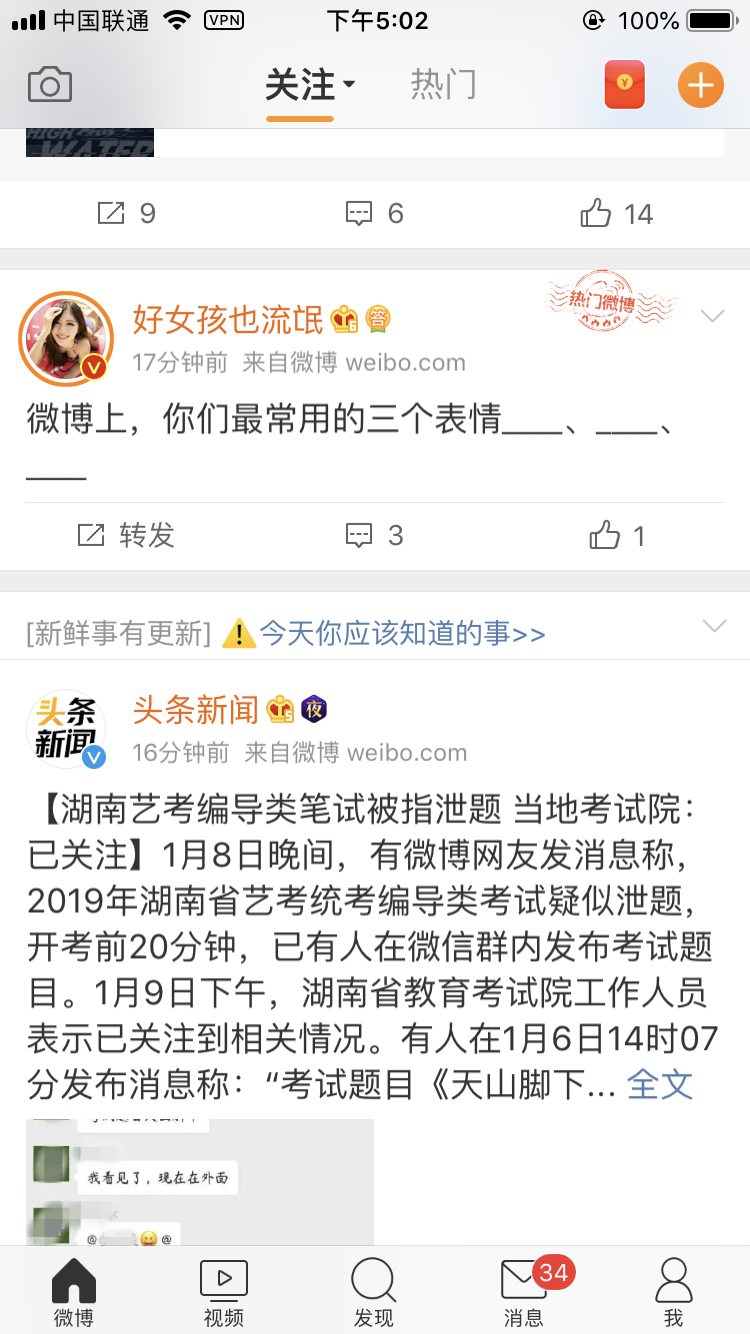 中国联通 VPN 下午5:02 100%
关注 热门
HIGH
WATER
9 6 14
好女孩也流氓 答
热门微博
17分钟前 来自微博 weibo.com
微博上，你们最常用的三个表情____、____、
____
转发 3 1
[新鲜事有更新] 今天你应该知道的事>>
头条
新闻
头条新闻 夜
16分钟前 来自微博 weibo.com
【湖南艺考编导类笔试被指泄题 当地考试院：
已关注】1月8日晚间，有微博网友发消息称，
2019年湖南省艺考统考编导类考试疑似泄题，
开考前20分钟，已有人在微信群内发布考试题
目。1月9日下午，湖南省教育考试院工作人员
表示已关注到相关情况。有人在1月6日14时07
分发布消息称：“考试题目《天山脚下... 全文
我看见了，现在在外面
@ @
34
微博 视频 发现 消息 我